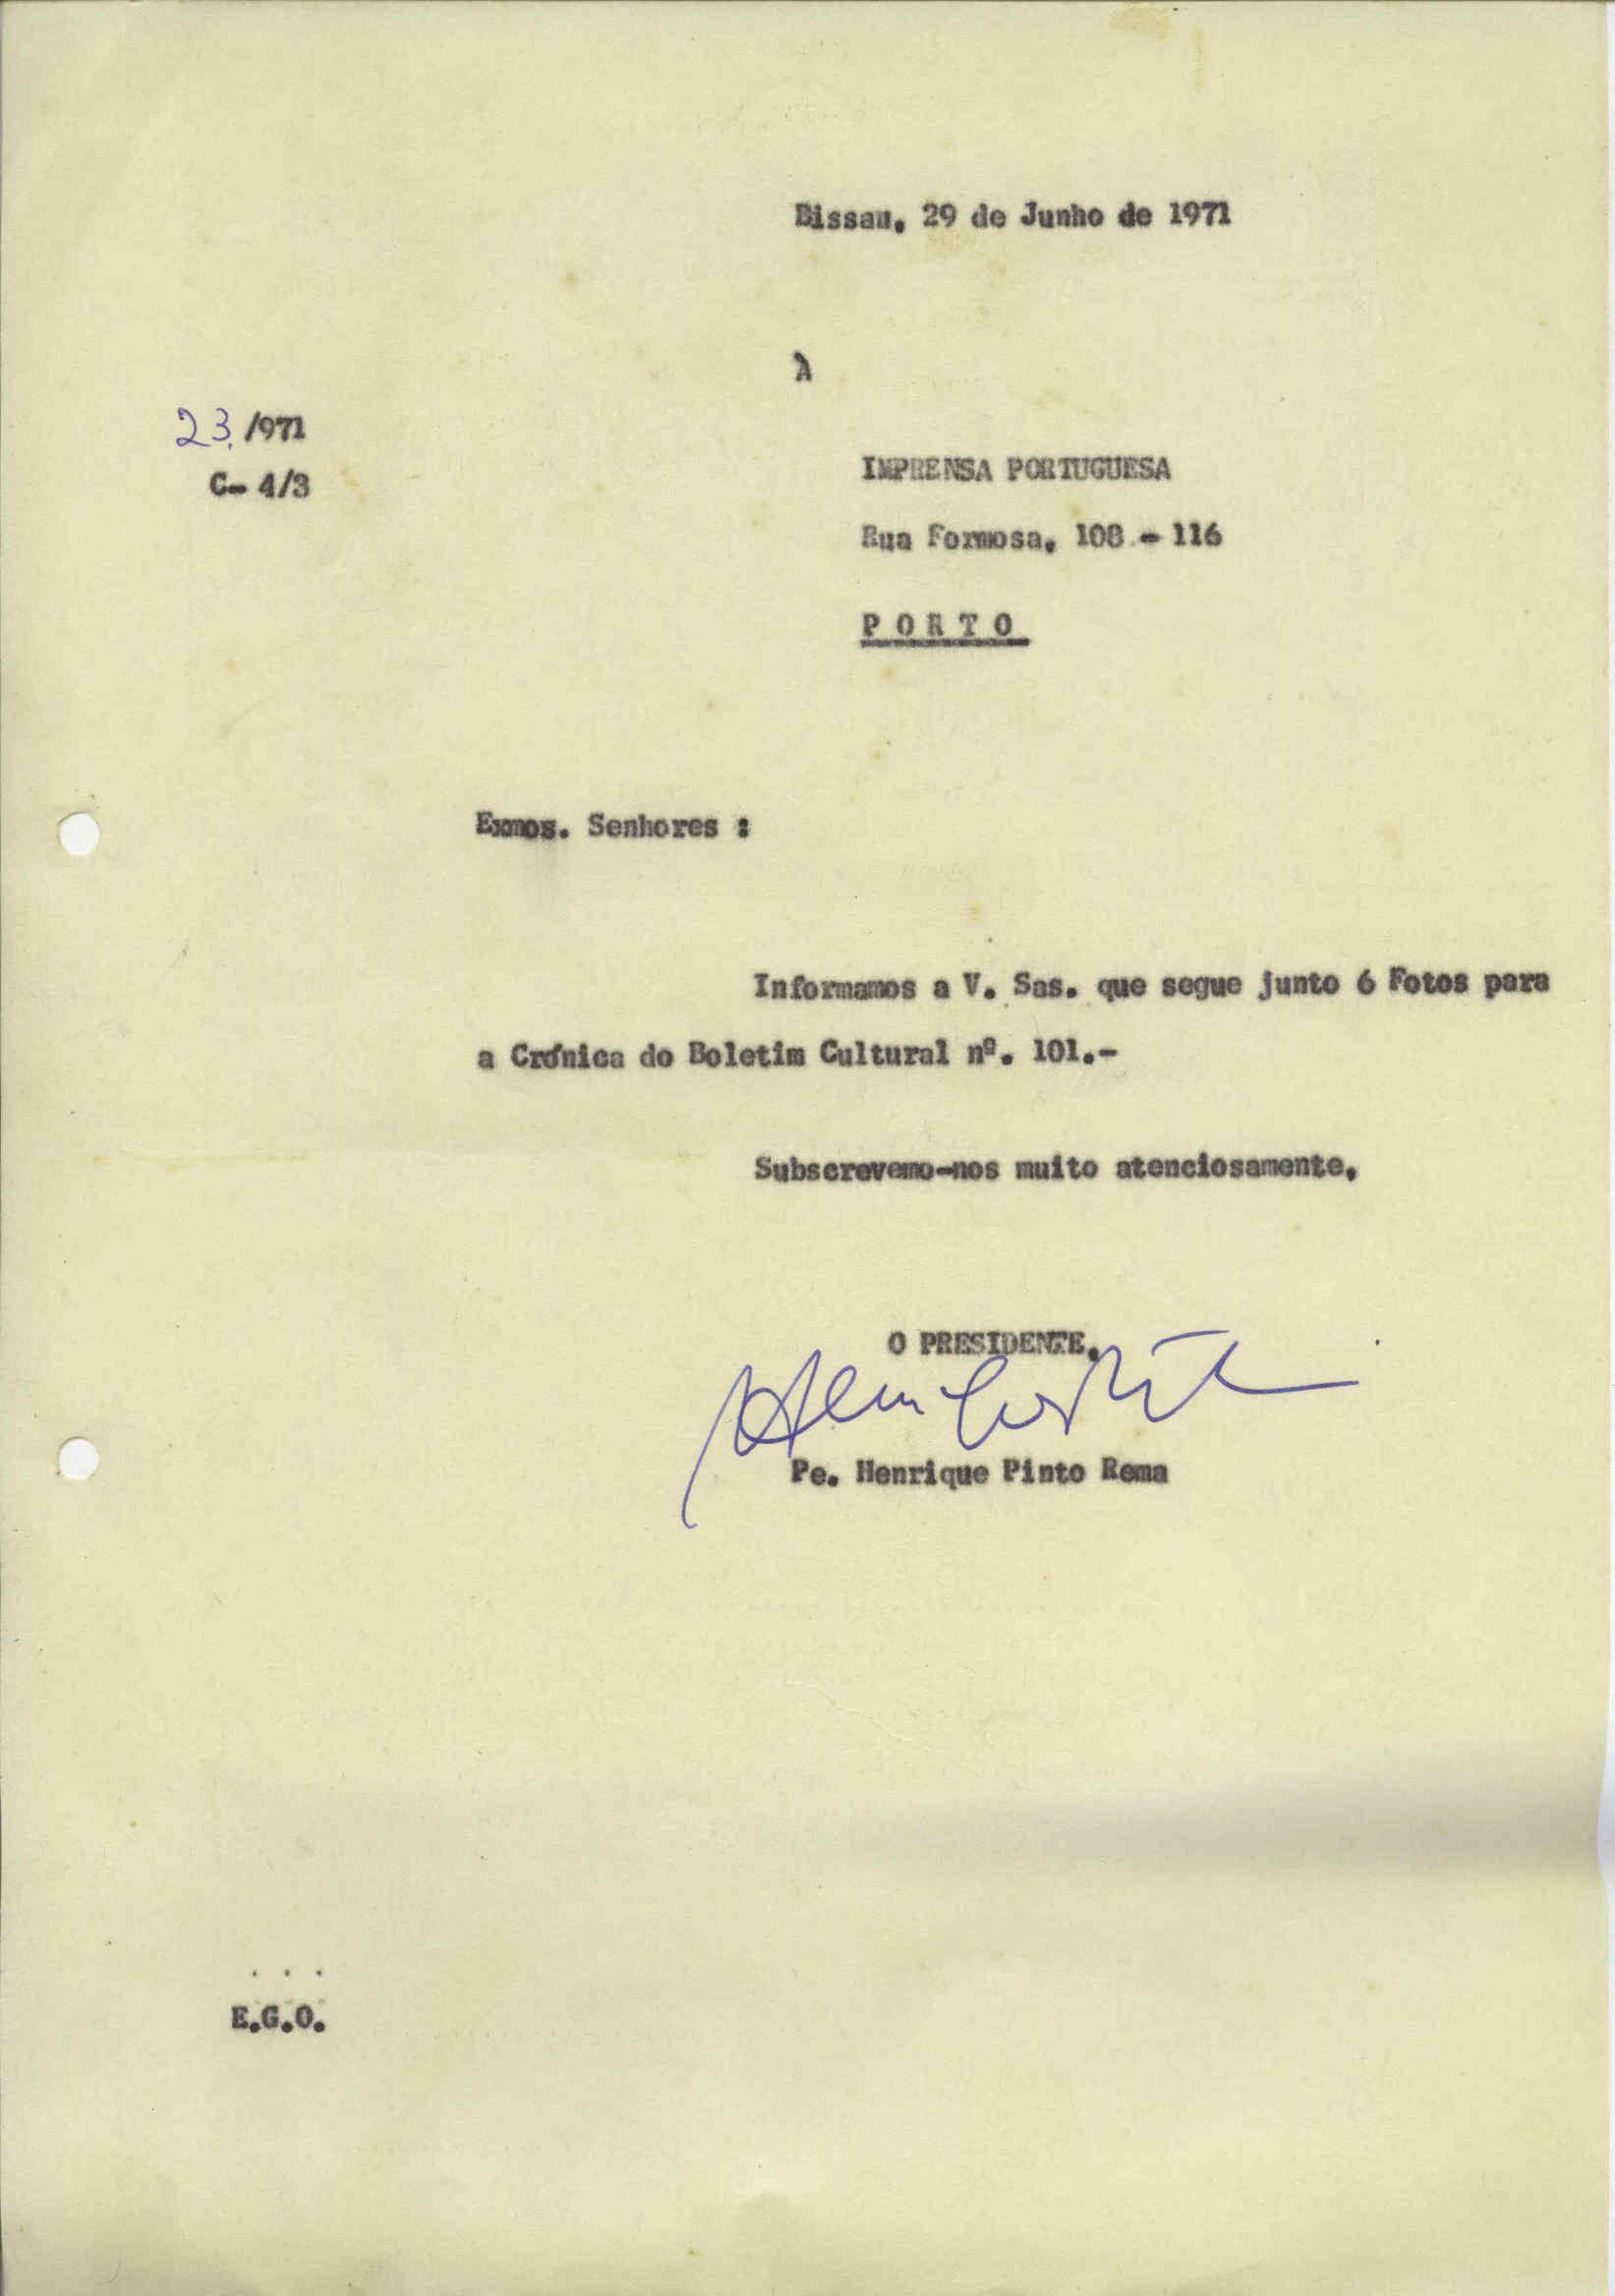 Bissau, 29 de Junho de 1971
À
23./971
C- 4/3
IMPRENSA PORTUGUESA
Rua Formosa, 108 - 116
PORTO
Exmos. Senhores :
Informamos a V. Sas. que segue junto 6 Fotos para
a Crónica do Boletim Cultural nº. 101.-
Subscrevemo-nos muito atenciosamente.
O PRESIDENTE.
Pe. Henrique Pinto Rema
. . .
E.G.O.